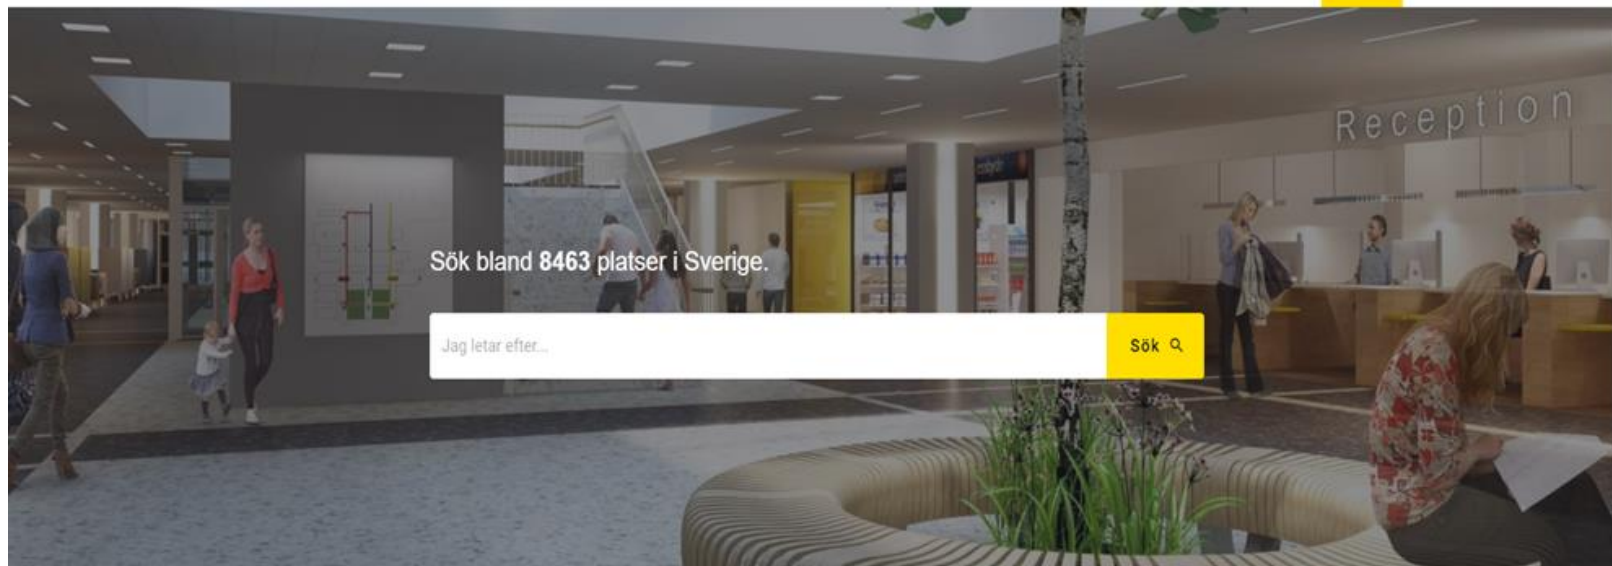 Reception
Sök bland 8463 platser i Sverige.
Jag letar efter...
Sök